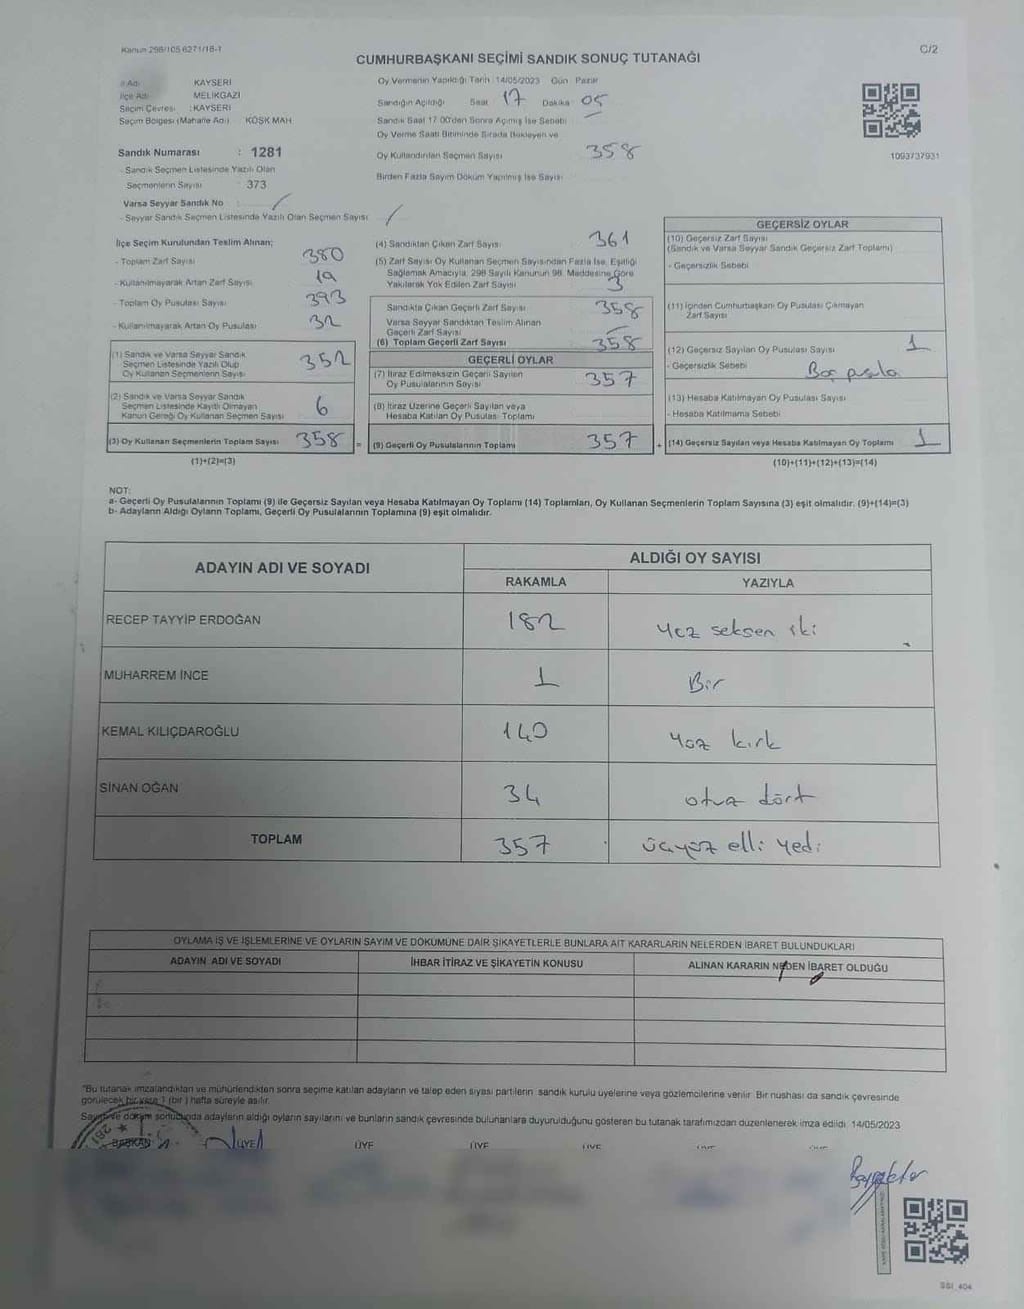 Kanun 298/105 6271/18-1
C/2
CUMHURBAŞKANI SEÇİMİ SANDIK SONUÇ TUTANAĞI
İl Adı KAYSERİ
İlçe Adı MELİKGAZİ
Seçim Çevresi :KAYSERİ
Seçim Bölgesi (Mahalle Adı) KÖŞK MAH
Oy Vermenin Yapıldığı Tarih 14/05/2023 Gün Pazar
Sandığın Açıldığı Saat 17 Dakika 05
Sandık Saat 17.00'den Sonra Açılmış İse Sebebi
Oy Verme Saati Bitiminde Sırada Bekleyen ve
Oy Kullandırılan Seçmen Sayısı 358
Birden Fazla Sayım Döküm Yapılmış İse Sayısı
1093737931
Sandık Numarası : 1281
- Sandık Seçmen Listesinde Yazılı Olan
Seçmenlerin Sayısı 373
Varsa Seyyar Sandık No /
- Seyyar Sandık Seçmen Listesinde Yazılı Olan Seçmen Sayısı /
İlçe Seçim Kurulundan Teslim Alınan;
- Toplam Zarf Sayısı 380
- Kullanılmayarak Artan Zarf Sayısı 19
- Toplam Oy Pusulası Sayısı 393
- Kullanılmayarak Artan Oy Pusulası 32
(1) Sandık ve Varsa Seyyar Sandık
Seçmen Listesinde Yazılı Olup
Oy Kullanan Seçmenlerin Sayısı 352
(2) Sandık ve Varsa Seyyar Sandık
Seçmen Listesinde Kayıtlı Olmayan
Kanun Gereği Oy Kullanan Seçmen Sayısı 6
(3) Oy Kullanan Seçmenlerin Toplam Sayısı 358 =
(1)+(2)=(3)
(4) Sandıktan Çıkan Zarf Sayısı 361
(5) Zarf Sayısı Oy Kullanan Seçmen Sayısından Fazla İse, Eşitliği
Sağlamak Amacıyla, 298 Sayılı Kanunun 98. Maddesine Göre
Yakılarak Yok Edilen Zarf Sayısı 3
Sandıkta Çıkan Geçerli Zarf Sayısı 358
Varsa Seyyar Sandıktan Teslim Alınan
Geçerli Zarf Sayısı
(6) Toplam Geçerli Zarf Sayısı 358
GEÇERLİ OYLAR
(7) İtiraz Edilmeksizin Geçerli Sayılan
Oy Pusulalarının Sayısı 357
(8) İtiraz Üzerine Geçerli Sayılan veya
Hesaba Katılan Oy Pusulası Toplamı
(9) Geçerli Oy Pusulalarının Toplamı 357 +
GEÇERSİZ OYLAR
(10) Geçersiz Zarf Sayısı
(Sandık ve Varsa Seyyar Sandık Geçersiz Zarf Toplamı)
- Geçersizlik Sebebi
(11) İçinden Cumhurbaşkanı Oy Pusulası Çıkmayan
Zarf Sayısı
(12) Geçersiz Sayılan Oy Pusulası Sayısı 1
- Geçersizlik Sebebi Boş pusula
(13) Hesaba Katılmayan Oy Pusulası Sayısı
- Hesaba Katılmama Sebebi
(14) Geçersiz Sayılan veya Hesaba Katılmayan Oy Toplamı 1
(10)+(11)+(12)+(13)=(14)
NOT:
a- Geçerli Oy Pusulalarının Toplamı (9) ile Geçersiz Sayılan veya Hesaba Katılmayan Oy Toplamı (14) Toplamları, Oy Kullanan Seçmenlerin Toplam Sayısına (3) eşit olmalıdır. (9)+(14)=(3)
b- Adayların Aldığı Oyların Toplamı, Geçerli Oy Pusulalarının Toplamına (9) eşit olmalıdır.
ADAYIN ADI VE SOYADI
ALDIĞI OY SAYISI
RAKAMLA YAZIYLA
RECEP TAYYİP ERDOĞAN 182 yüz seksen iki
MUHARREM İNCE 1 Bir
KEMAL KILIÇDAROĞLU 140 yüz kırk
SİNAN OĞAN 34 otuz dört
TOPLAM 357 üçyüz elli yedi
OYLAMA İŞ VE İŞLEMLERİNE VE OYLARIN SAYIM VE DÖKÜMÜNE DAİR ŞİKAYETLERLE BUNLARA AİT KARARLARIN NELERDEN İBARET BULUNDUKLARI
ADAYIN ADI VE SOYADI İHBAR İTİRAZ VE ŞİKAYETİN KONUSU ALINAN KARARIN NEDEN İBARET OLDUĞU
"Bu tutanak imzalandıktan ve mühürlendikten sonra seçime katılan adayların ve talep eden siyasi partilerin sandık kurulu üyelerine veya gözlemcilerine verilir. Bir nushası da sandık çevresinde
görülecek bir yere 1 (bir) hafta süreyle asılır.
Sayım ve döküm sonucunda adayların aldığı oyların sayılarını ve bunların sandık çevresinde bulunanlara duyurulduğunu gösteren bu tutanak tarafımızdan düzenlenerek imza edildi. 14/05/2023
BAŞKAN ÜYE ÜYE ÜYE ÜYE
SSI_404